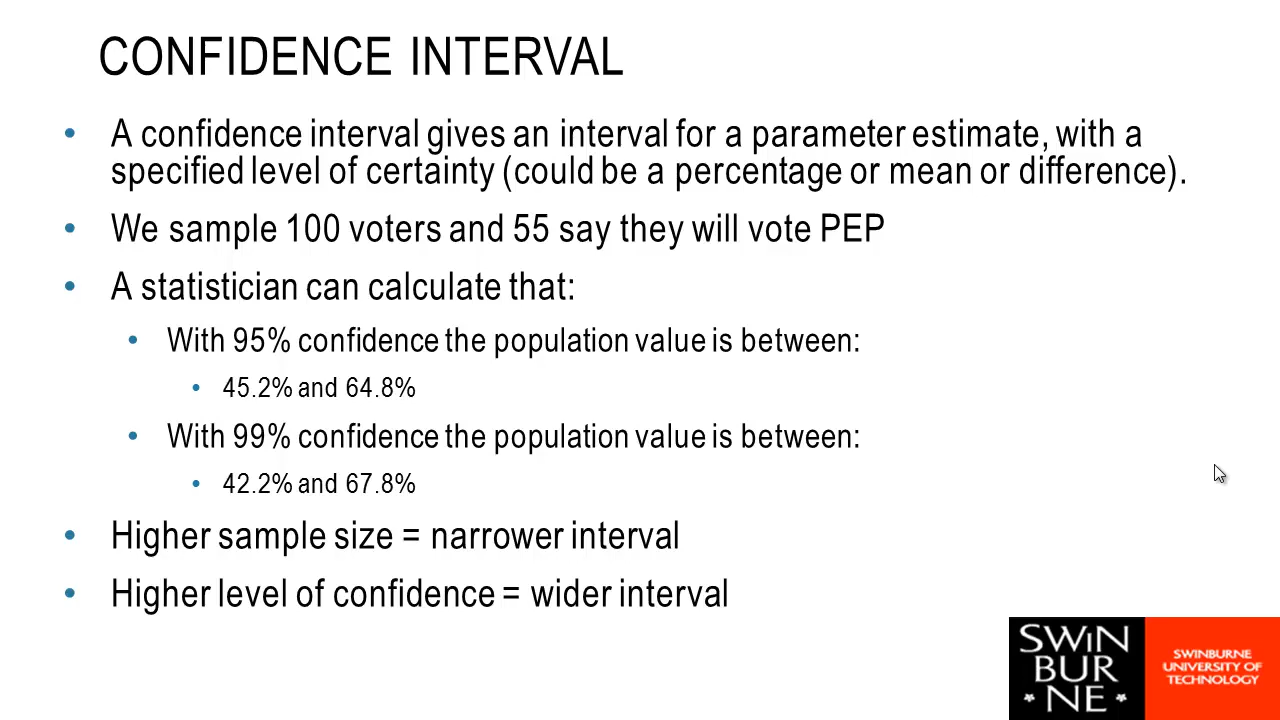 CONFIDENCE INTERVAL
• A confidence interval gives an interval for a parameter estimate, with a
specified level of certainty (could be a percentage or mean or difference).
• We sample 100 voters and 55 say they will vote PEP
• A statistician can calculate that:
• With 95% confidence the population value is between:
• 45.2% and 64.8%
• With 99% confidence the population value is between:
• 42.2% and 67.8%
• Higher sample size = narrower interval
• Higher level of confidence = wider interval
SWIN
BUR
NE
SWINBURNE
UNIVERSITY OF
TECHNOLOGY